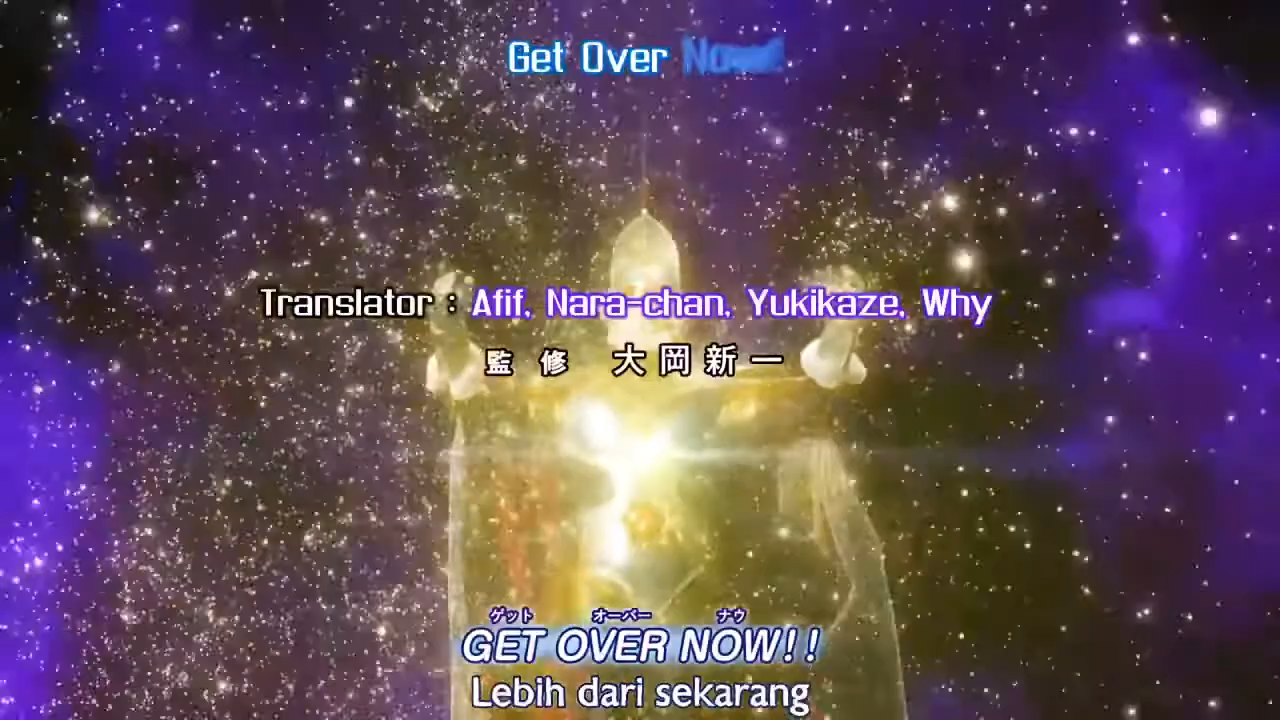 Get Over Now!
Translator : Afif, Nara-chan, Yukikaze, Why
監修 大岡新一
ゲット オーバー ナウ
GET OVER NOW!!
Lebih dari sekarang